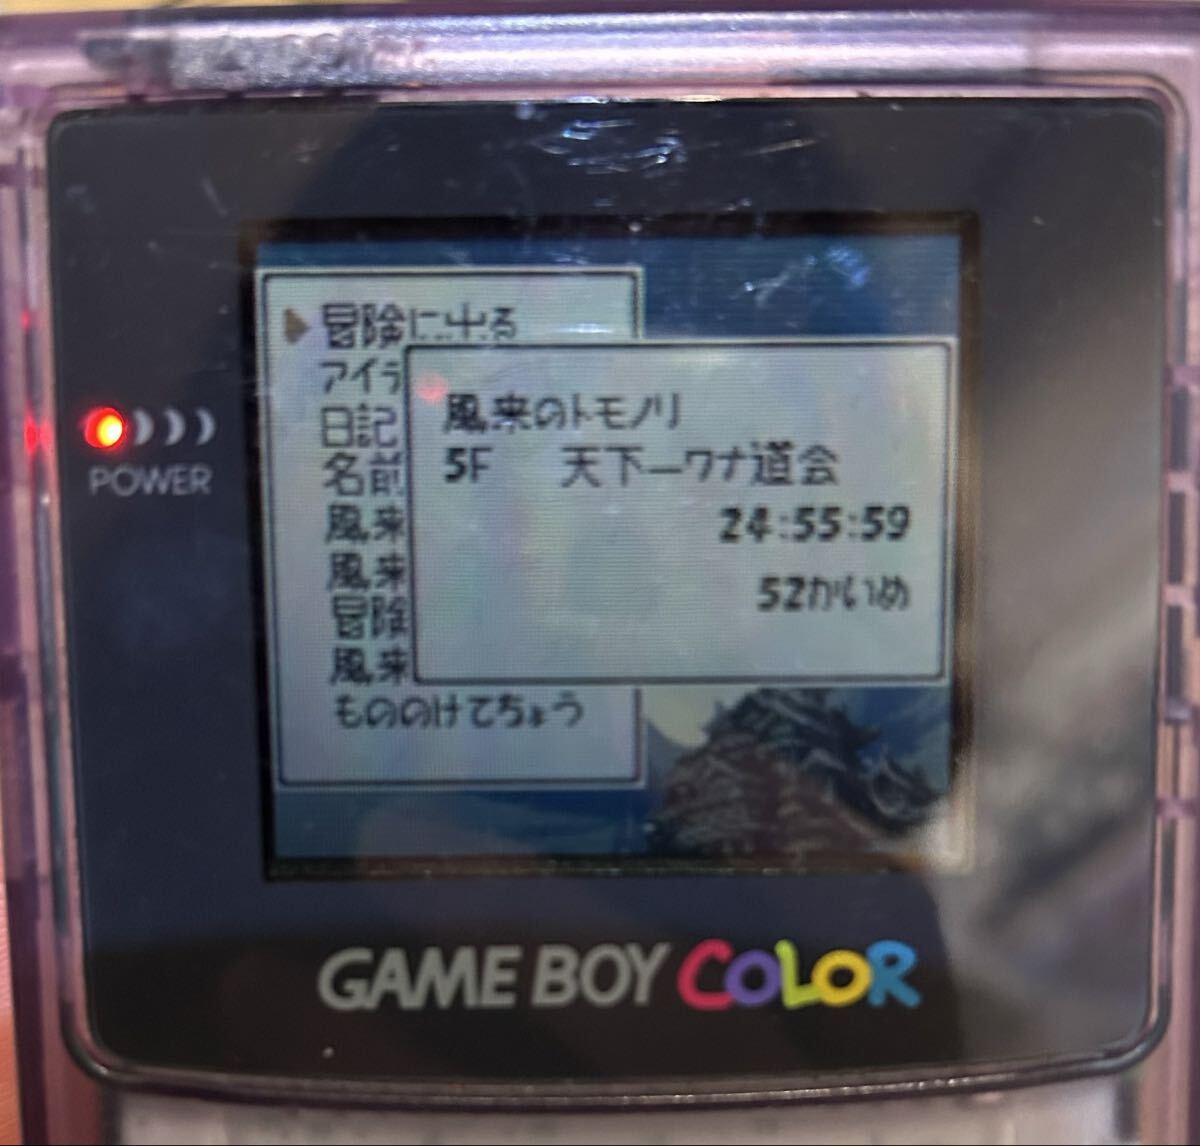 冒険に出る
アイテ
日記
名前
風来
風来
冒険
風来
もののけてちょう
風来のトモノリ
5F 天下一ワナ道会
24:55:59
52かいめ
POWER
GAME BOY COLOR